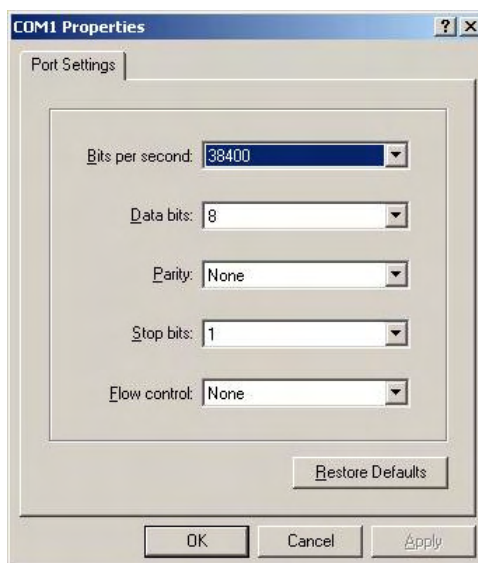 COM1 Properties
Port Settings
Bits per second: 38400
Data bits: 8
Parity: None
Stop bits: 1
Flow control: None
Restore Defaults
OK Cancel Apply